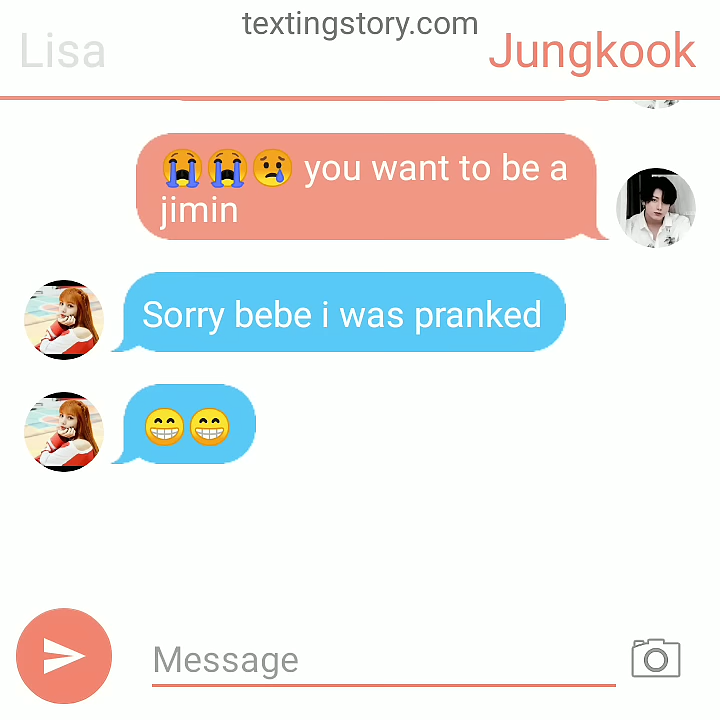 textingstory.com
Lisa
Jungkook
😭😭😢 you want to be a
jimin
Sorry bebe i was pranked
😁😁
Message